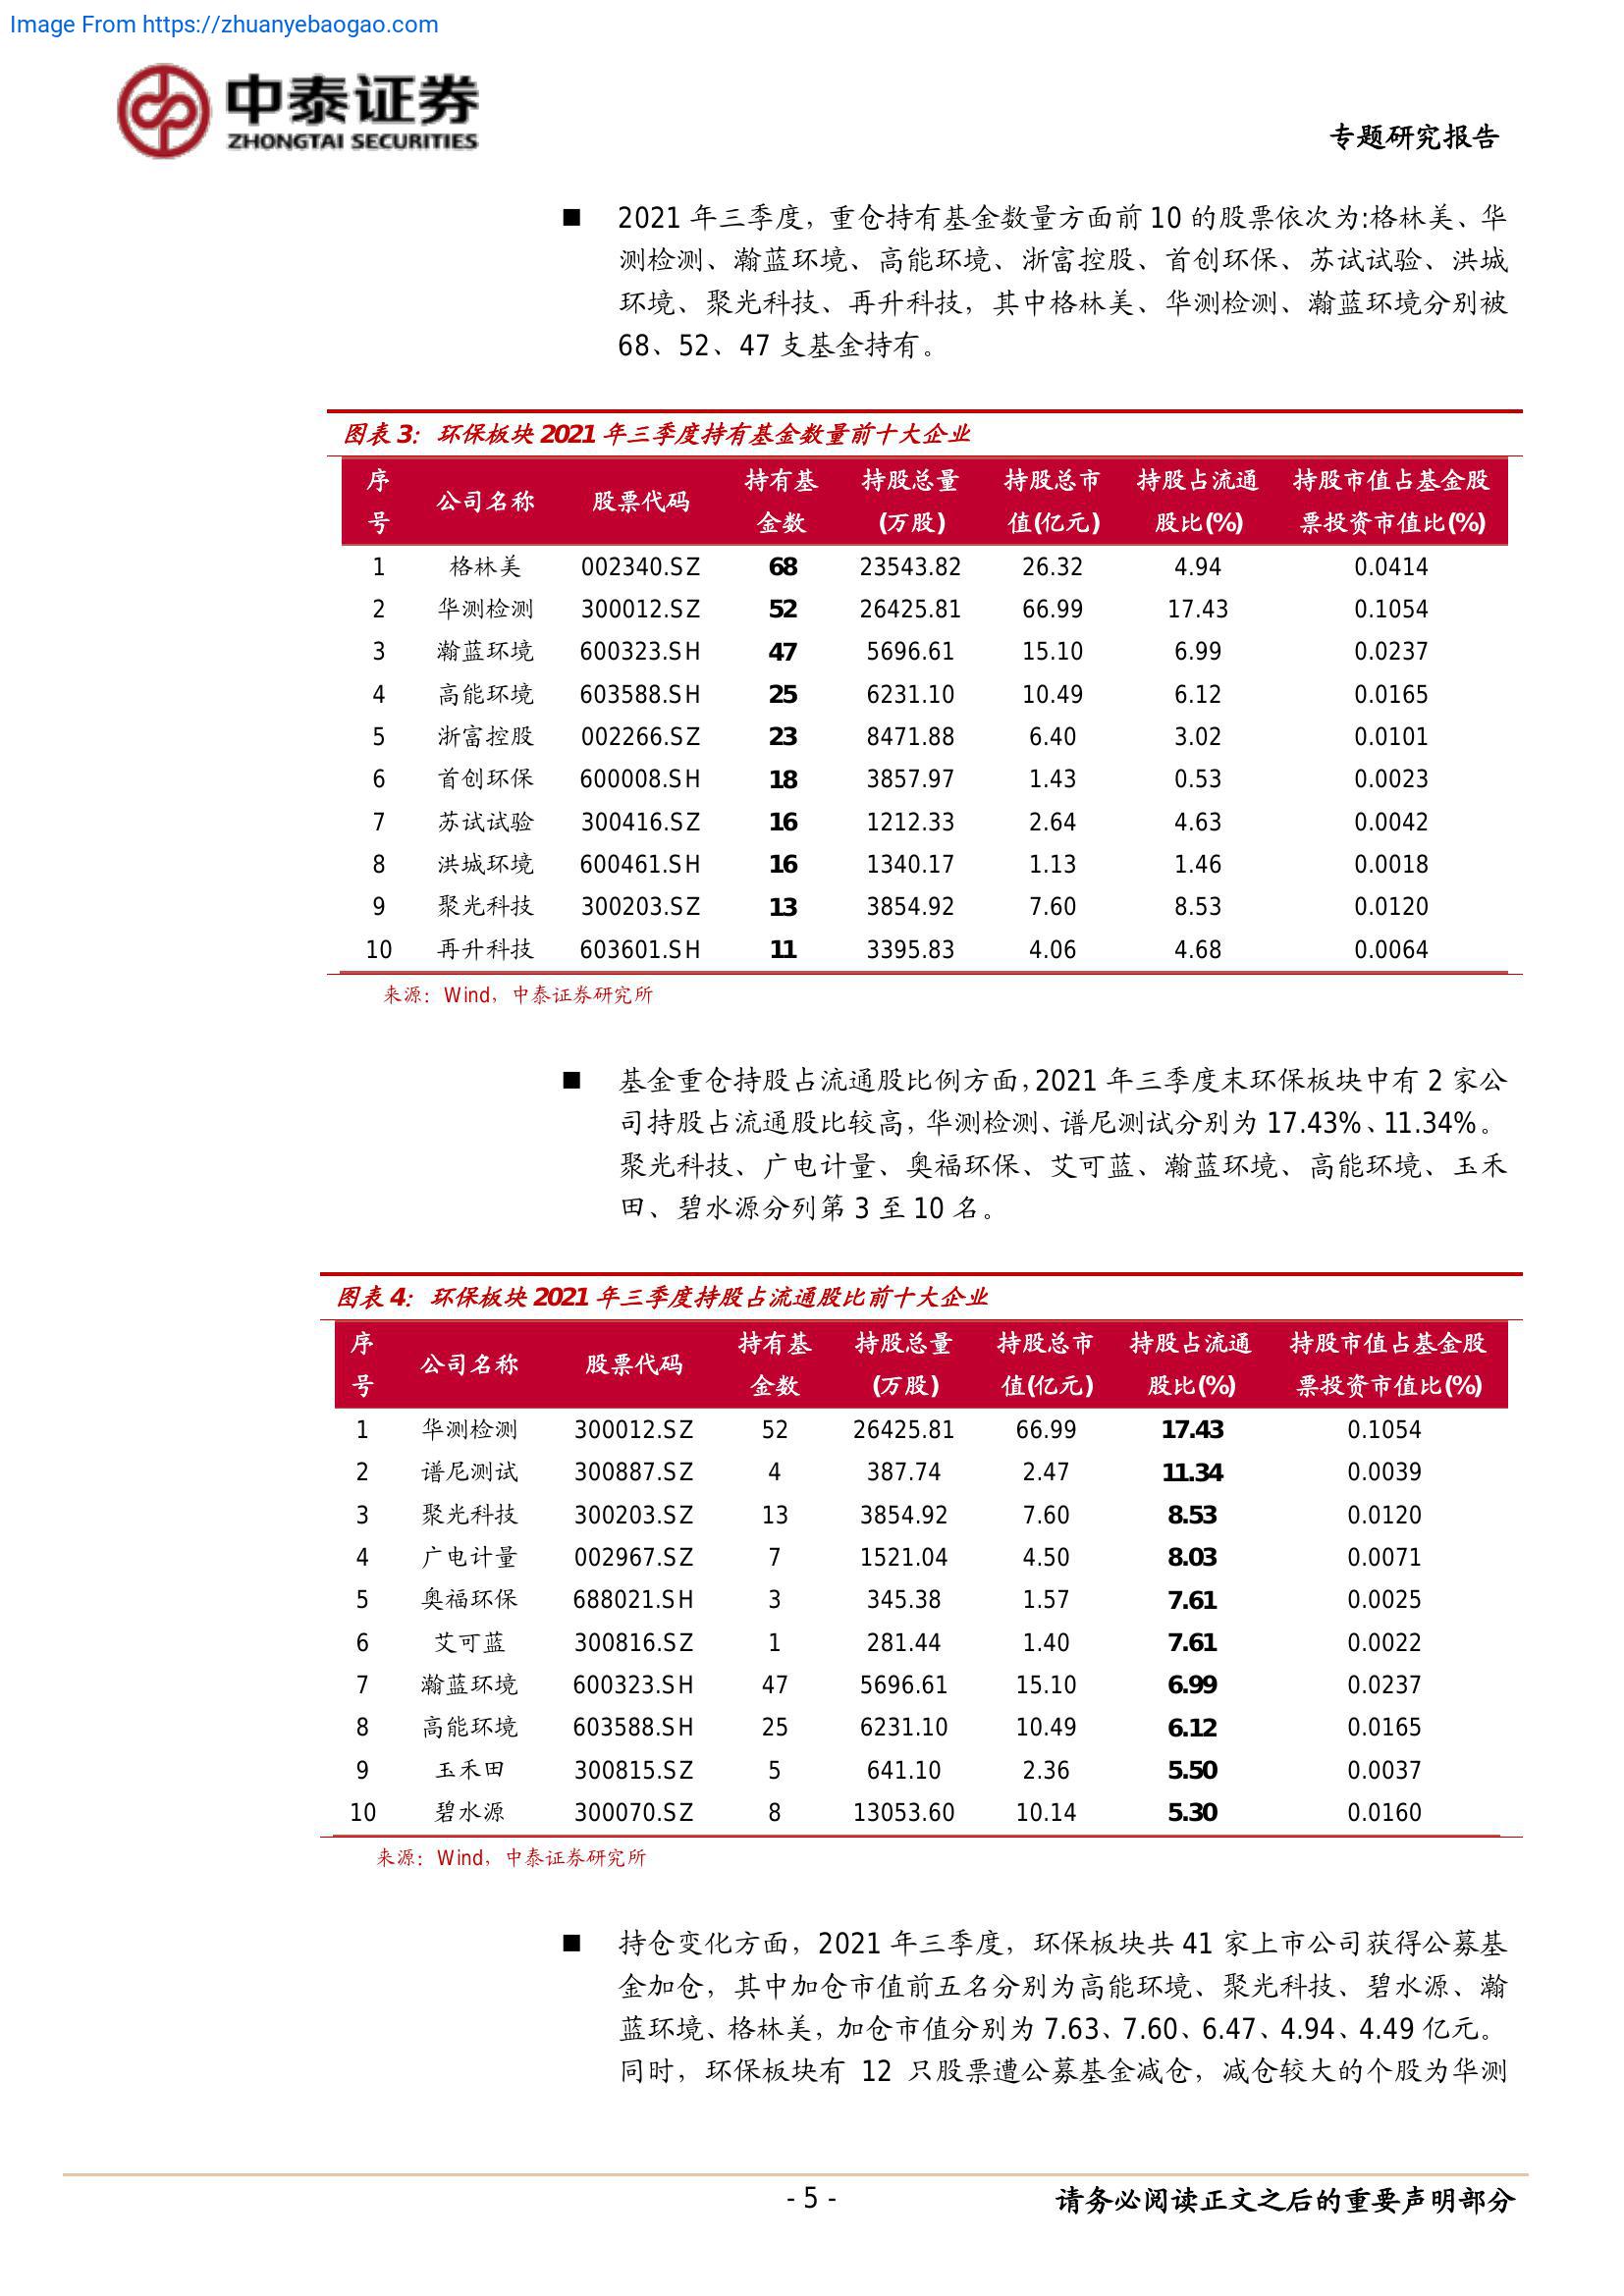 Image From https://zhuanyebaogao.com
中泰证券
ZHONGTAI SECURITIES
专题研究报告
■ 2021 年三季度，重仓持有基金数量方面前 10 的股票依次为:格林美、华
测检测、瀚蓝环境、高能环境、浙富控股、首创环保、苏试试验、洪城
环境、聚光科技、再升科技，其中格林美、华测检测、瀚蓝环境分别被
68、52、47 支基金持有。
图表 3：环保板块 2021 年三季度持有基金数量前十大企业
序号 公司名称 股票代码 持有基金数 持股总量(万股) 持股总市值(亿元) 持股占流通股比(%) 持股市值占基金股票投资市值比(%)
1 格林美 002340.SZ 68 23543.82 26.32 4.94 0.0414
2 华测检测 300012.SZ 52 26425.81 66.99 17.43 0.1054
3 瀚蓝环境 600323.SH 47 5696.61 15.10 6.99 0.0237
4 高能环境 603588.SH 25 6231.10 10.49 6.12 0.0165
5 浙富控股 002266.SZ 23 8471.88 6.40 3.02 0.0101
6 首创环保 600008.SH 18 3857.97 1.43 0.53 0.0023
7 苏试试验 300416.SZ 16 1212.33 2.64 4.63 0.0042
8 洪城环境 600461.SH 16 1340.17 1.13 1.46 0.0018
9 聚光科技 300203.SZ 13 3854.92 7.60 8.53 0.0120
10 再升科技 603601.SH 11 3395.83 4.06 4.68 0.0064
来源：Wind，中泰证券研究所
■ 基金重仓持股占流通股比例方面，2021 年三季度末环保板块中有 2 家公
司持股占流通股比较高，华测检测、谱尼测试分别为 17.43%、11.34%。
聚光科技、广电计量、奥福环保、艾可蓝、瀚蓝环境、高能环境、玉禾
田、碧水源分列第 3 至 10 名。
图表 4：环保板块 2021 年三季度持股占流通股比前十大企业
序号 公司名称 股票代码 持有基金数 持股总量(万股) 持股总市值(亿元) 持股占流通股比(%) 持股市值占基金股票投资市值比(%)
1 华测检测 300012.SZ 52 26425.81 66.99 17.43 0.1054
2 谱尼测试 300887.SZ 4 387.74 2.47 11.34 0.0039
3 聚光科技 300203.SZ 13 3854.92 7.60 8.53 0.0120
4 广电计量 002967.SZ 7 1521.04 4.50 8.03 0.0071
5 奥福环保 688021.SH 3 345.38 1.57 7.61 0.0025
6 艾可蓝 300816.SZ 1 281.44 1.40 7.61 0.0022
7 瀚蓝环境 600323.SH 47 5696.61 15.10 6.99 0.0237
8 高能环境 603588.SH 25 6231.10 10.49 6.12 0.0165
9 玉禾田 300815.SZ 5 641.10 2.36 5.50 0.0037
10 碧水源 300070.SZ 8 13053.60 10.14 5.30 0.0160
来源：Wind，中泰证券研究所
■ 持仓变化方面，2021 年三季度，环保板块共 41 家上市公司获得公募基
金加仓，其中加仓市值前五名分别为高能环境、聚光科技、碧水源、瀚
蓝环境、格林美，加仓市值分别为 7.63、7.60、6.47、4.94、4.49 亿元。
同时，环保板块有 12 只股票遭公募基金减仓，减仓较大的个股为华测
- 5 -
请务必阅读正文之后的重要声明部分